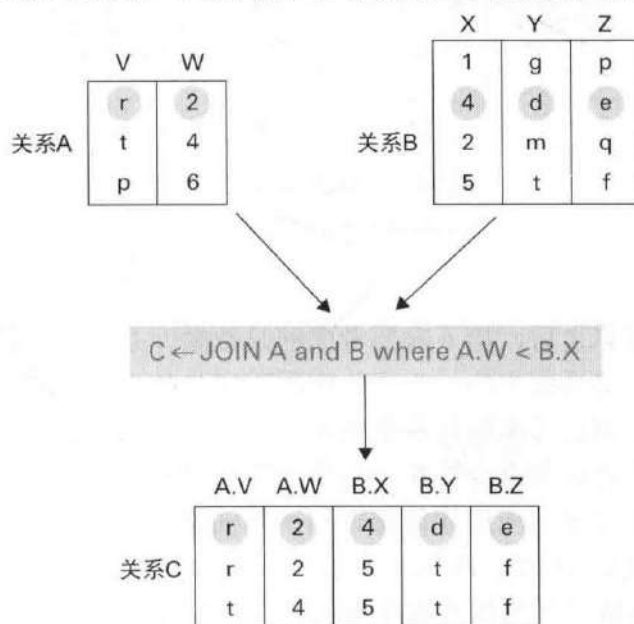 V W
r 2
关系A t 4
p 6
X Y Z
1 g p
4 d e
关系B 2 m q
5 t f
C ← JOIN A and B where A.W < B.X
A.V A.W B.X B.Y B.Z
r 2 4 d e
关系C r 2 5 t f
t 4 5 t f